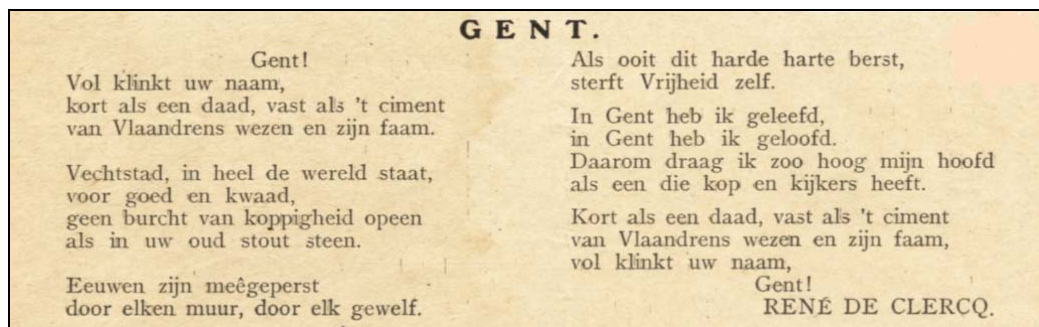 GENT.
Gent!
Vol klinkt uw naam,
kort als een daad, vast als 't ciment
van Vlaandrens wezen en zijn faam.
Vechtstad, in heel de wereld staat,
voor goed en kwaad,
geen burcht van koppigheid opeen
als in uw oud stout steen.
Eeuwen zijn meêgeperst
door elken muur, door elk gewelf.
Als ooit dit harde harte berst,
sterft Vrijheid zelf.
In Gent heb ik geleefd,
in Gent heb ik geloofd.
Daarom draag ik zoo hoog mijn hoofd
als een die kop en kijkers heeft.
Kort als een daad, vast als 't ciment
van Vlaandrens wezen en zijn faam,
vol klinkt uw naam,
Gent!
RENÉ DE CLERCQ.